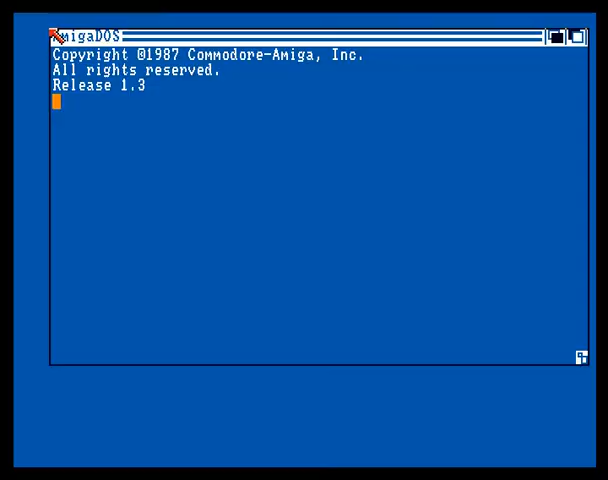 AmigaDOS
Copyright ©1987 Commodore-Amiga, Inc.
All rights reserved.
Release 1.3